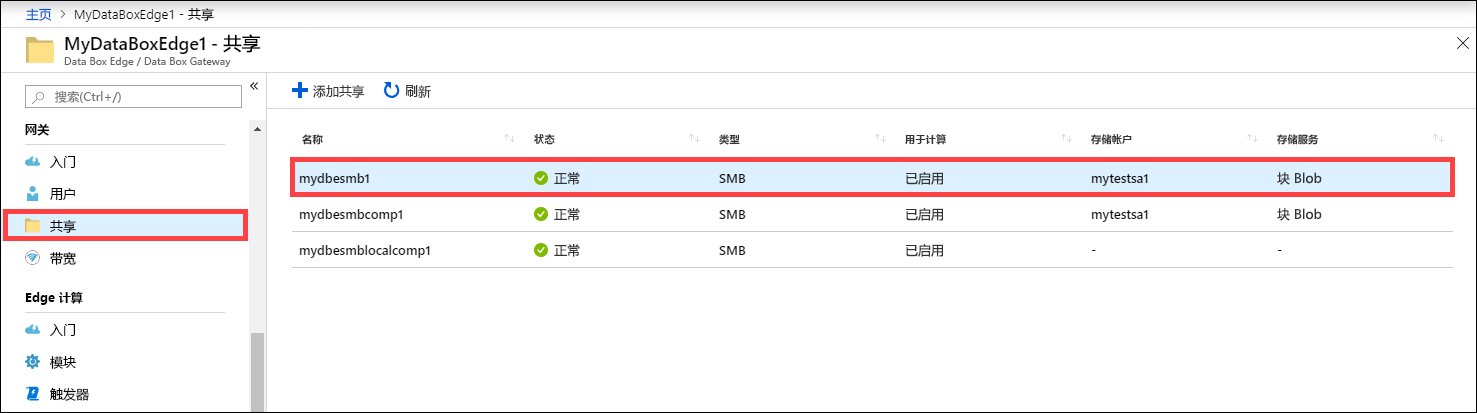 主页 > MyDataBoxEdge1 - 共享
MyDataBoxEdge1 - 共享
Data Box Edge / Data Box Gateway
搜索(Ctrl+/)
网关
入门
用户
共享
带宽
Edge 计算
入门
模块
触发器
添加共享 刷新
名称 状态 类型 用于计算 存储帐户 存储服务
mydbesmb1 正常 SMB 已启用 mytestsa1 块 Blob
mydbesmbcomp1 正常 SMB 已启用 mytestsa1 块 Blob
mydbesmblocalcomp1 正常 SMB 已启用 - -